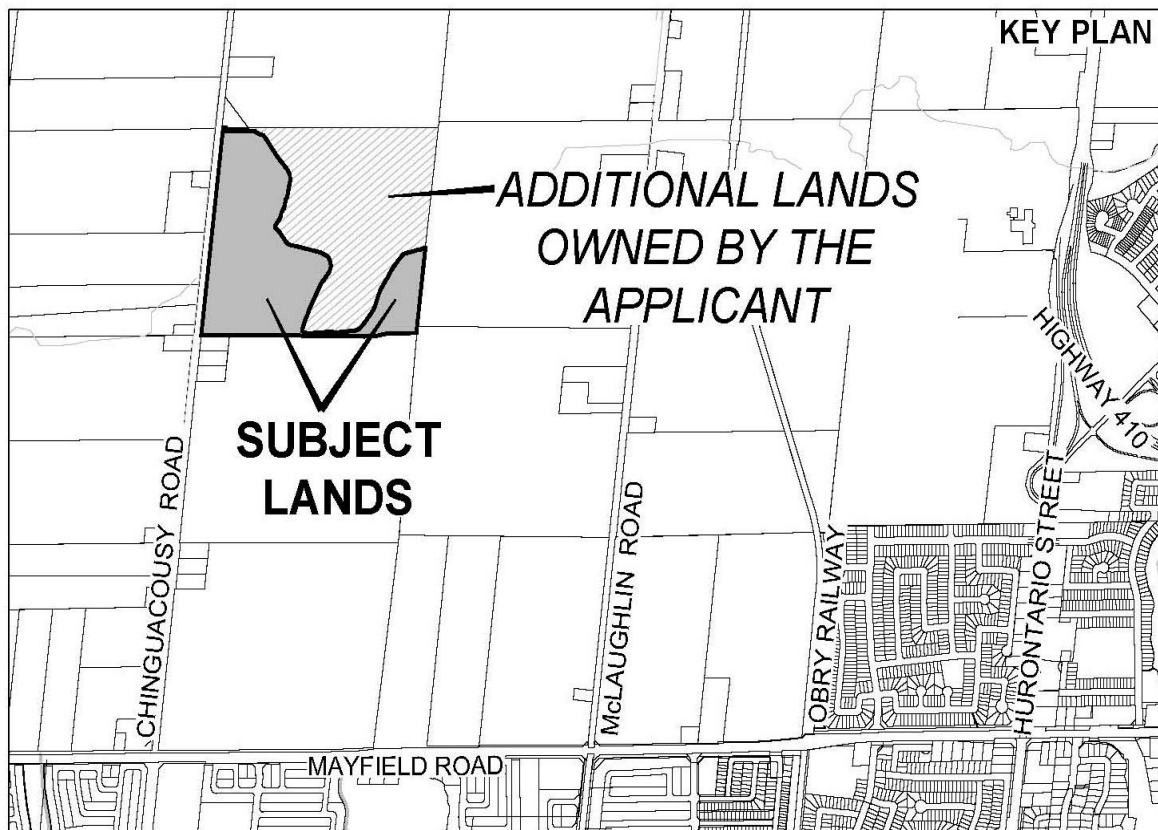 KEY PLAN
ADDITIONAL LANDS
OWNED BY THE
APPLICANT
SUBJECT
LANDS
CHINGUACOUSY ROAD
McLAUGHLIN ROAD
OBRY RAILWAY
HURONTARIO STREET
HIGHWAY 410
MAYFIELD ROAD